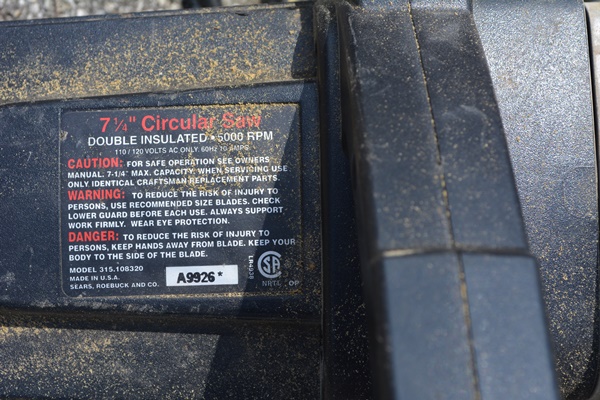 7 1/4" Circular Saw
DOUBLE INSULATED • 5000 RPM
110 / 120 VOLTS AC ONLY 60Hz 10 AMPS
CAUTION: FOR SAFE OPERATION SEE OWNERS
MANUAL. 7-1/4" MAX. CAPACITY. WHEN SERVICING USE
ONLY IDENTICAL CRAFTSMAN REPLACEMENT PARTS.
WARNING: TO REDUCE THE RISK OF INJURY TO
PERSONS, USE RECOMMENDED SIZE BLADES. CHECK
LOWER GUARD BEFORE EACH USE. ALWAYS SUPPORT
WORK FIRMLY. WEAR EYE PROTECTION.
DANGER: TO REDUCE THE RISK OF INJURY TO
PERSONS, KEEP HANDS AWAY FROM BLADE. KEEP YOUR
BODY TO THE SIDE OF THE BLADE.
MODEL 315.108320
MADE IN U.S.A.
SEARS, ROEBUCK AND CO.
A9926*
NRTL